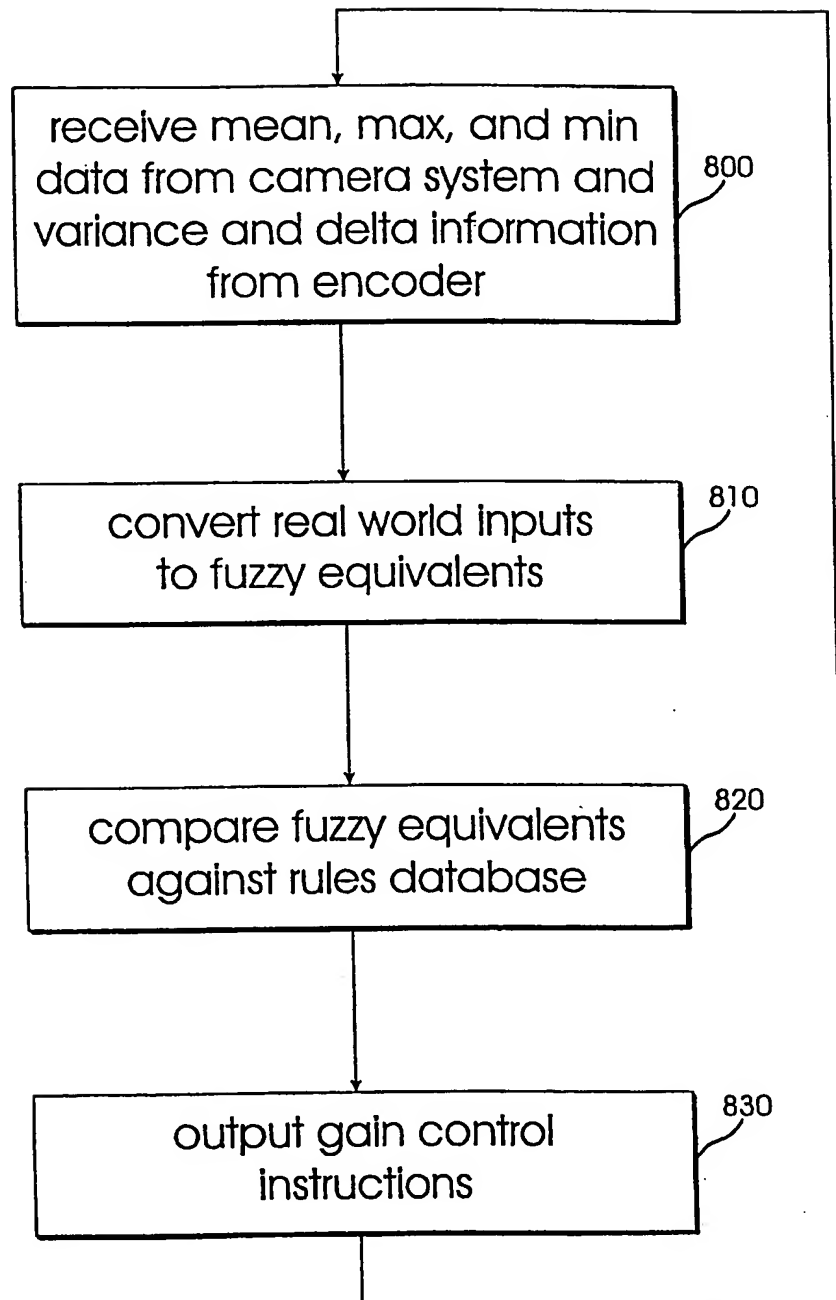 receive mean, max, and min
data from camera system and
variance and delta information
from encoder
800
convert real world inputs
to fuzzy equivalents
810
compare fuzzy equivalents
against rules database
820
output gain control
instructions
830